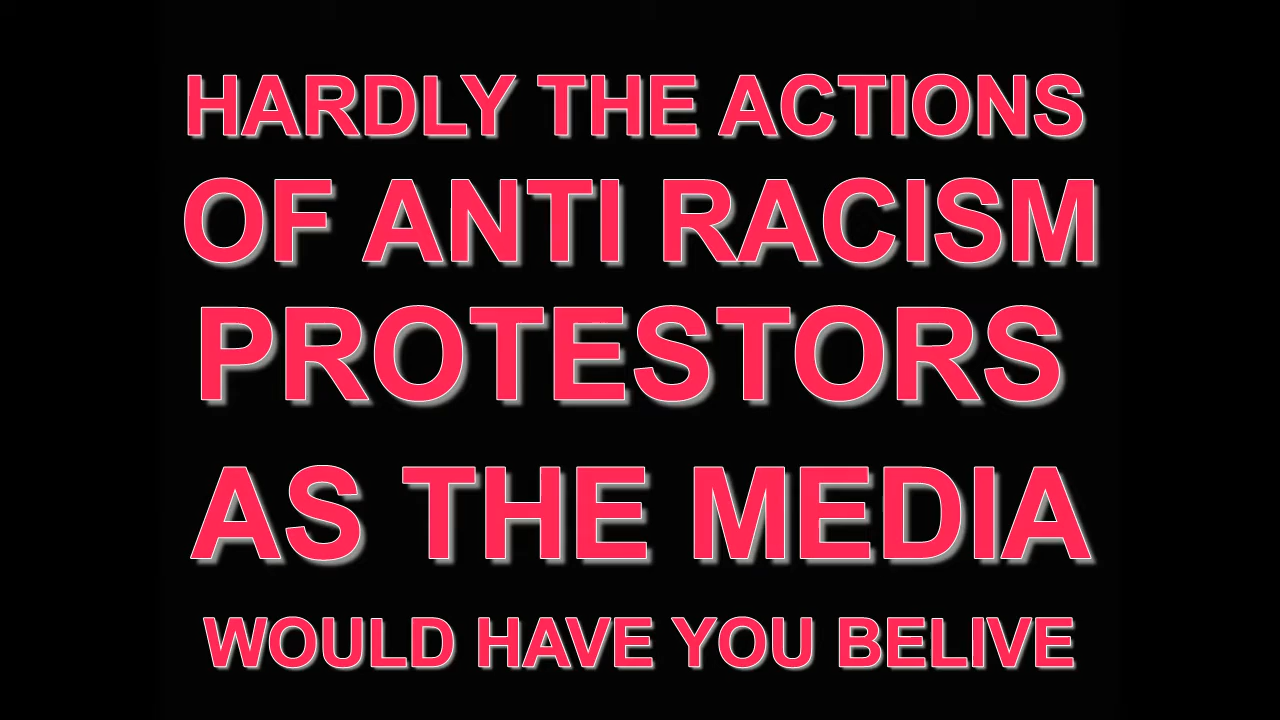 HARDLY THE ACTIONS
OF ANTI RACISM
PROTESTORS
AS THE MEDIA
WOULD HAVE YOU BELIVE